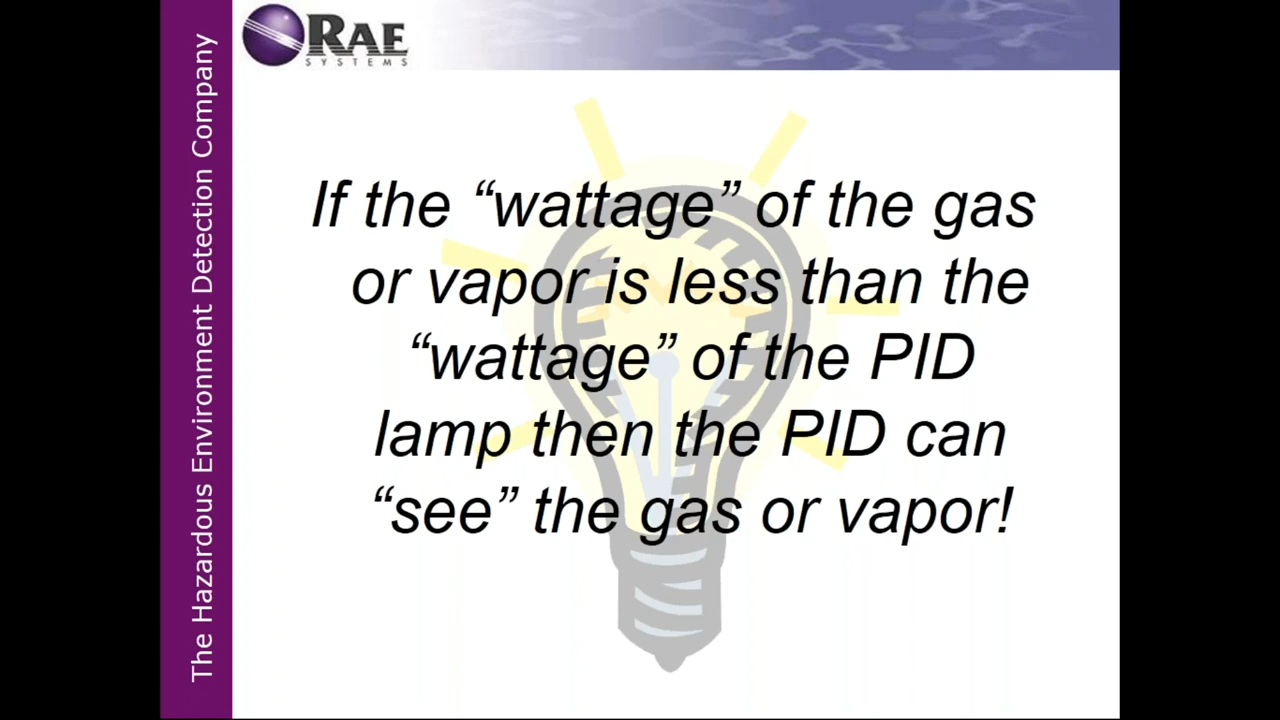 RAE
SYSTEMS
The Hazardous Environment Detection Company
If the “wattage” of the gas
or vapor is less than the
“wattage” of the PID
lamp then the PID can
“see” the gas or vapor!